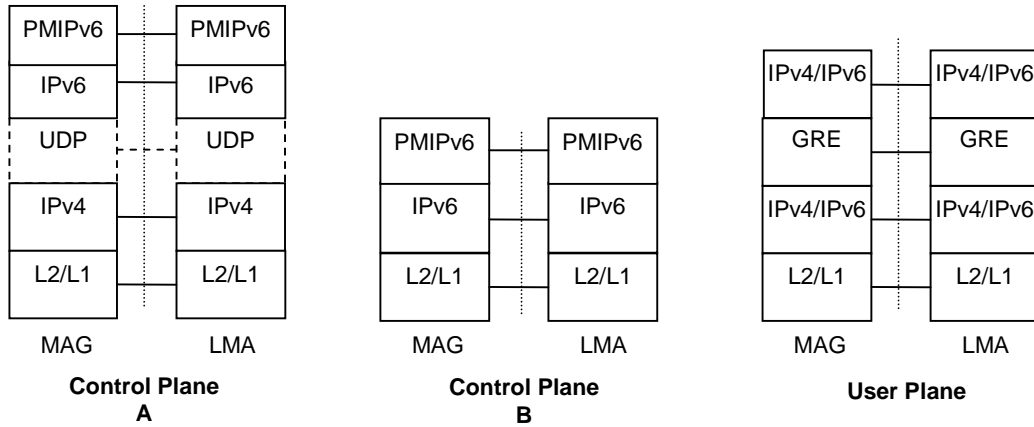 PMIPv6 PMIPv6
IPv6 IPv6
UDP UDP
IPv4 IPv4
L2/L1 L2/L1
MAG LMA
Control Plane
A
PMIPv6 PMIPv6
IPv6 IPv6
L2/L1 L2/L1
MAG LMA
Control Plane
B
IPv4/IPv6 IPv4/IPv6
GRE GRE
IPv4/IPv6 IPv4/IPv6
L2/L1 L2/L1
MAG LMA
User Plane